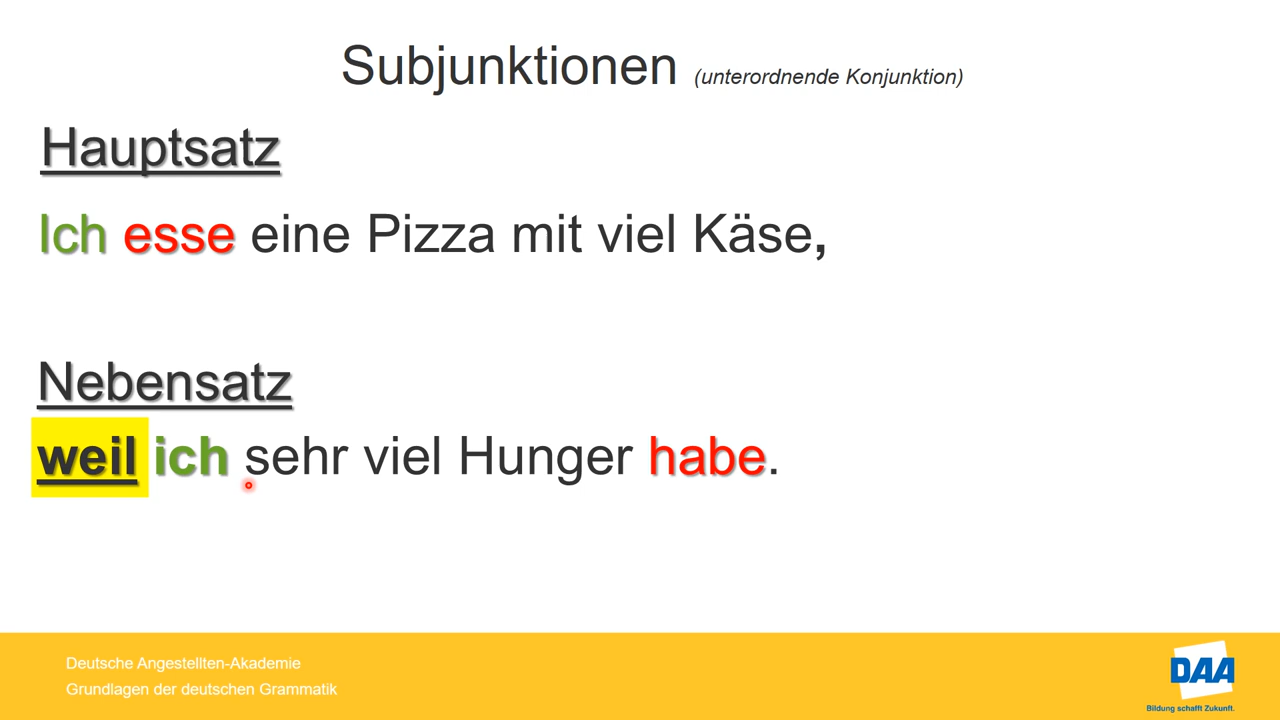 Subjunktionen (unterordnende Konjunktion)
Hauptsatz
Ich esse eine Pizza mit viel Käse,
Nebensatz
weil ich sehr viel Hunger habe.
Deutsche Angestellten-Akademie
Grundlagen der deutschen Grammatik
DAA
Bildung schafft Zukunft.